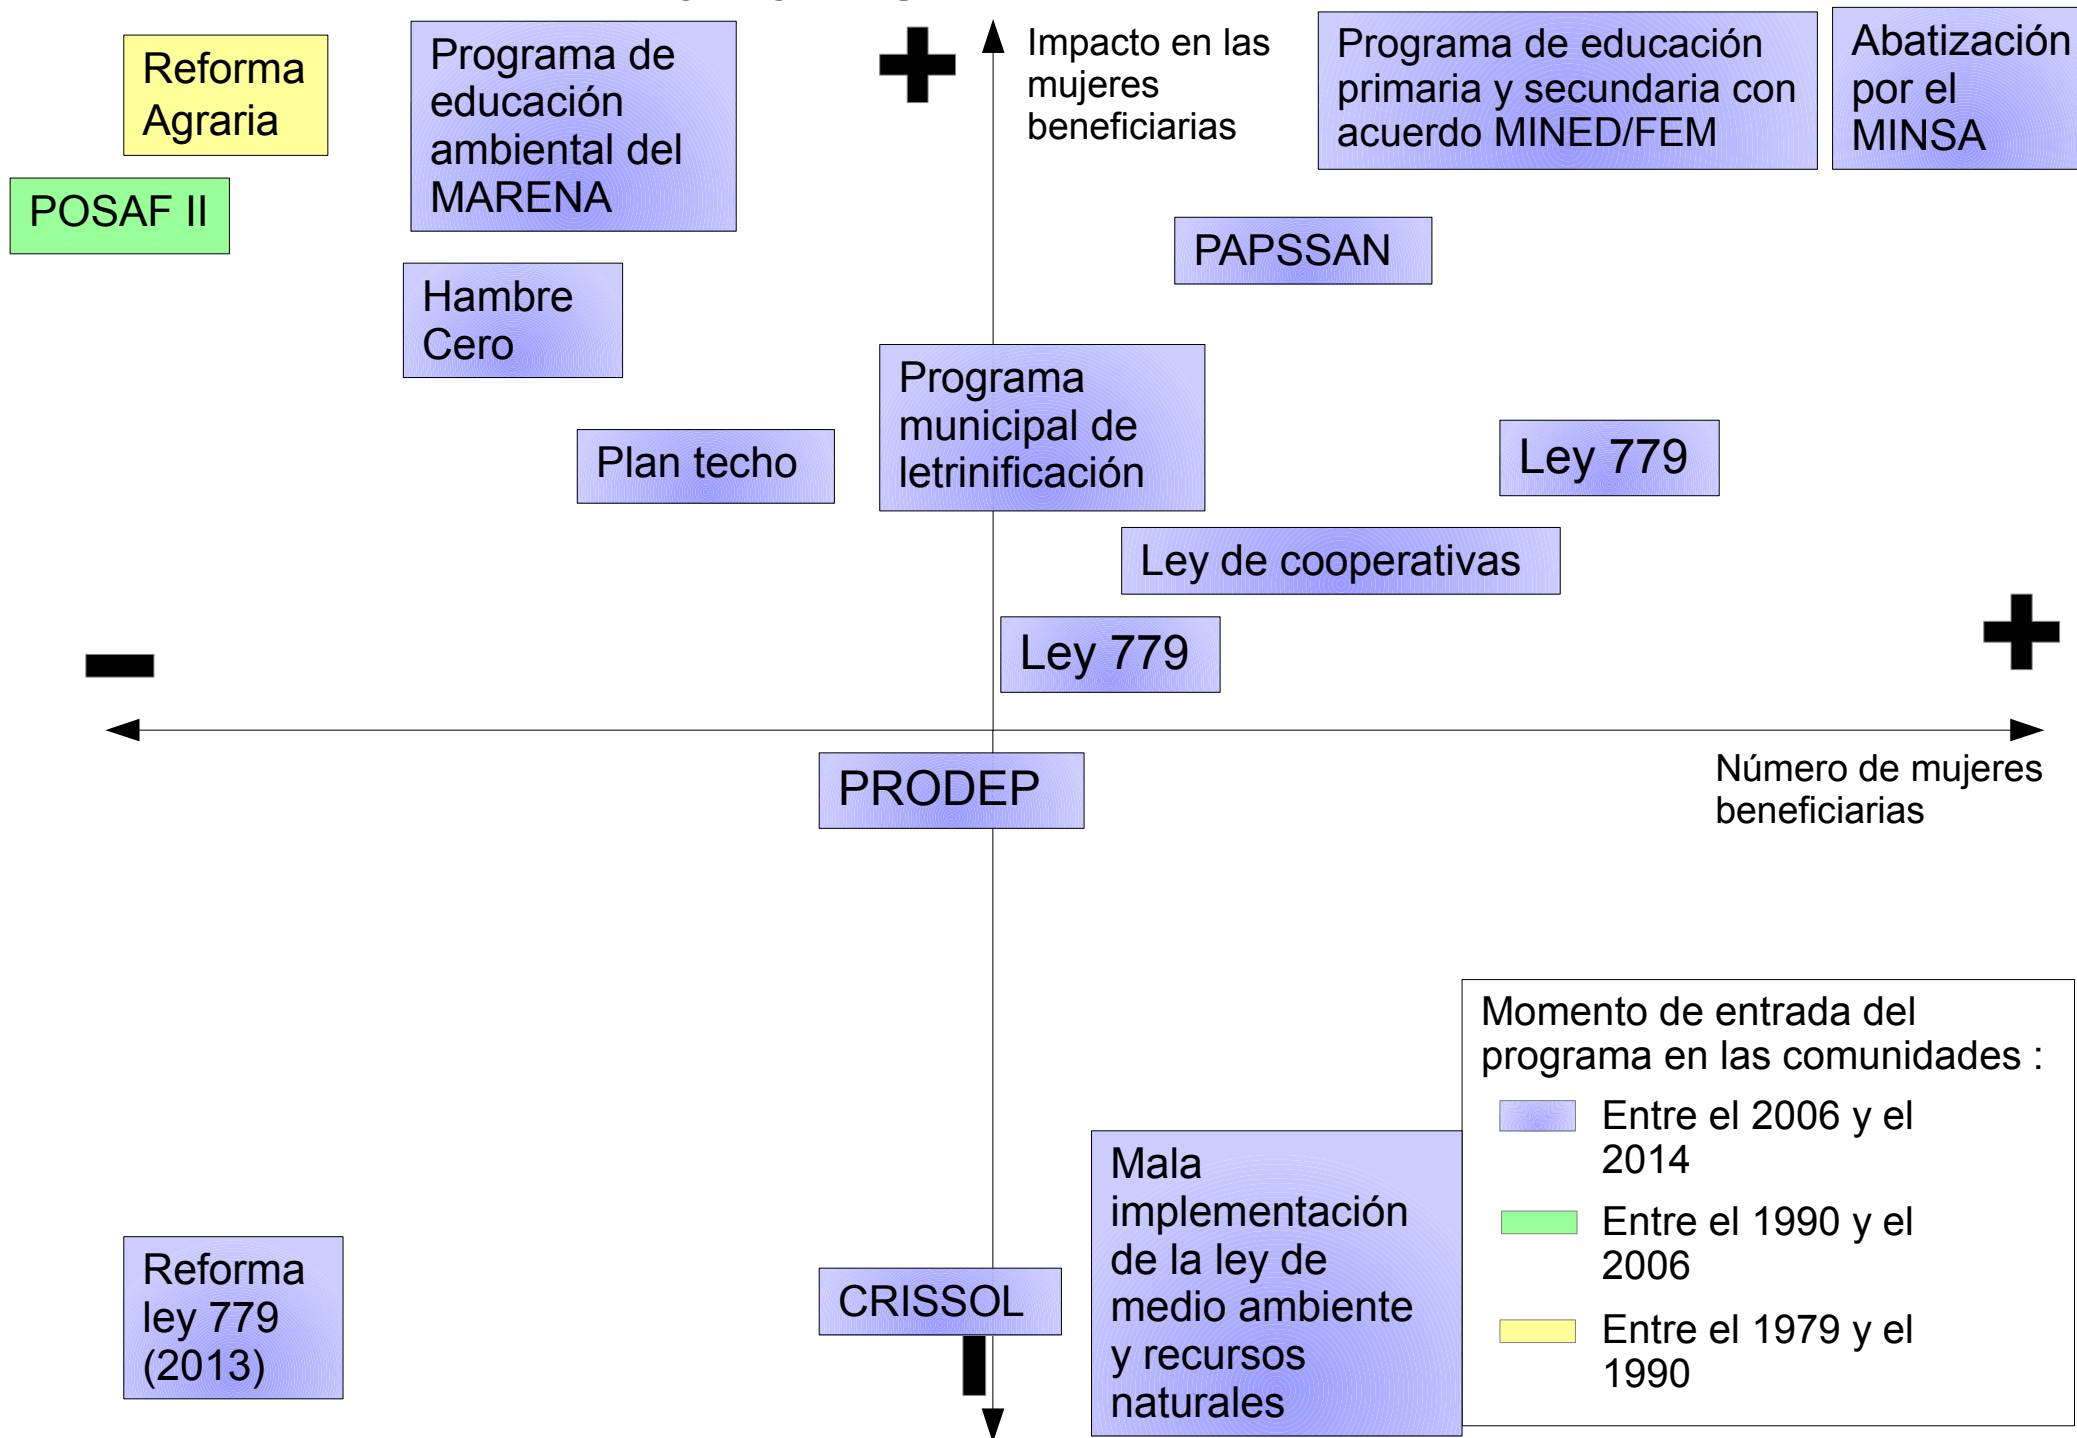 Reforma
Agraria
POSAF II
Programa de
educación
ambiental del
MARENA
Hambre
Cero
Plan techo
Impacto en las
mujeres
beneficiarias
Programa de educación
primaria y secundaria con
acuerdo MINED/FEM
Abatización
por el
MINSA
PAPSSAN
Programa
municipal de
letrinificación
Ley 779
Ley de cooperativas
Ley 779
PRODEP
Número de mujeres
beneficiarias
Reforma
ley 779
(2013)
CRISSOL
Mala
implementación
de la ley de
medio ambiente
y recursos
naturales
Momento de entrada del
programa en las comunidades :
Entre el 2006 y el
2014
Entre el 1990 y el
2006
Entre el 1979 y el
1990